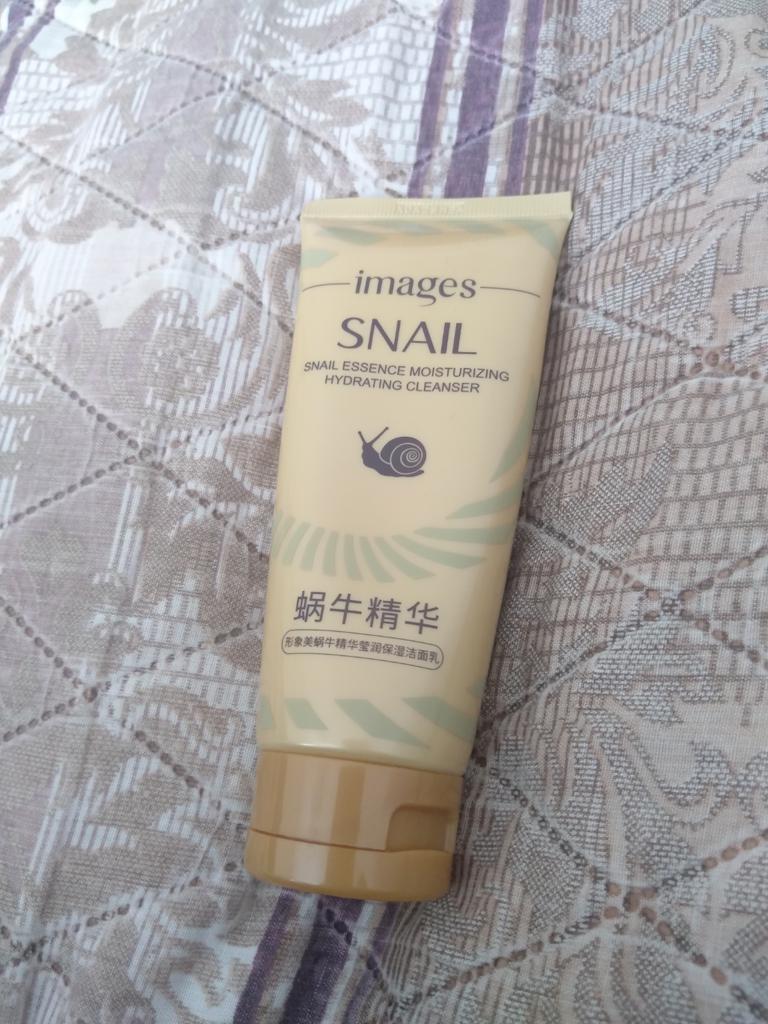 images
SNAIL
SNAIL ESSENCE MOISTURIZING
HYDRATING CLEANSER
蜗牛精华
形象美蜗牛精华莹润保湿洁面乳